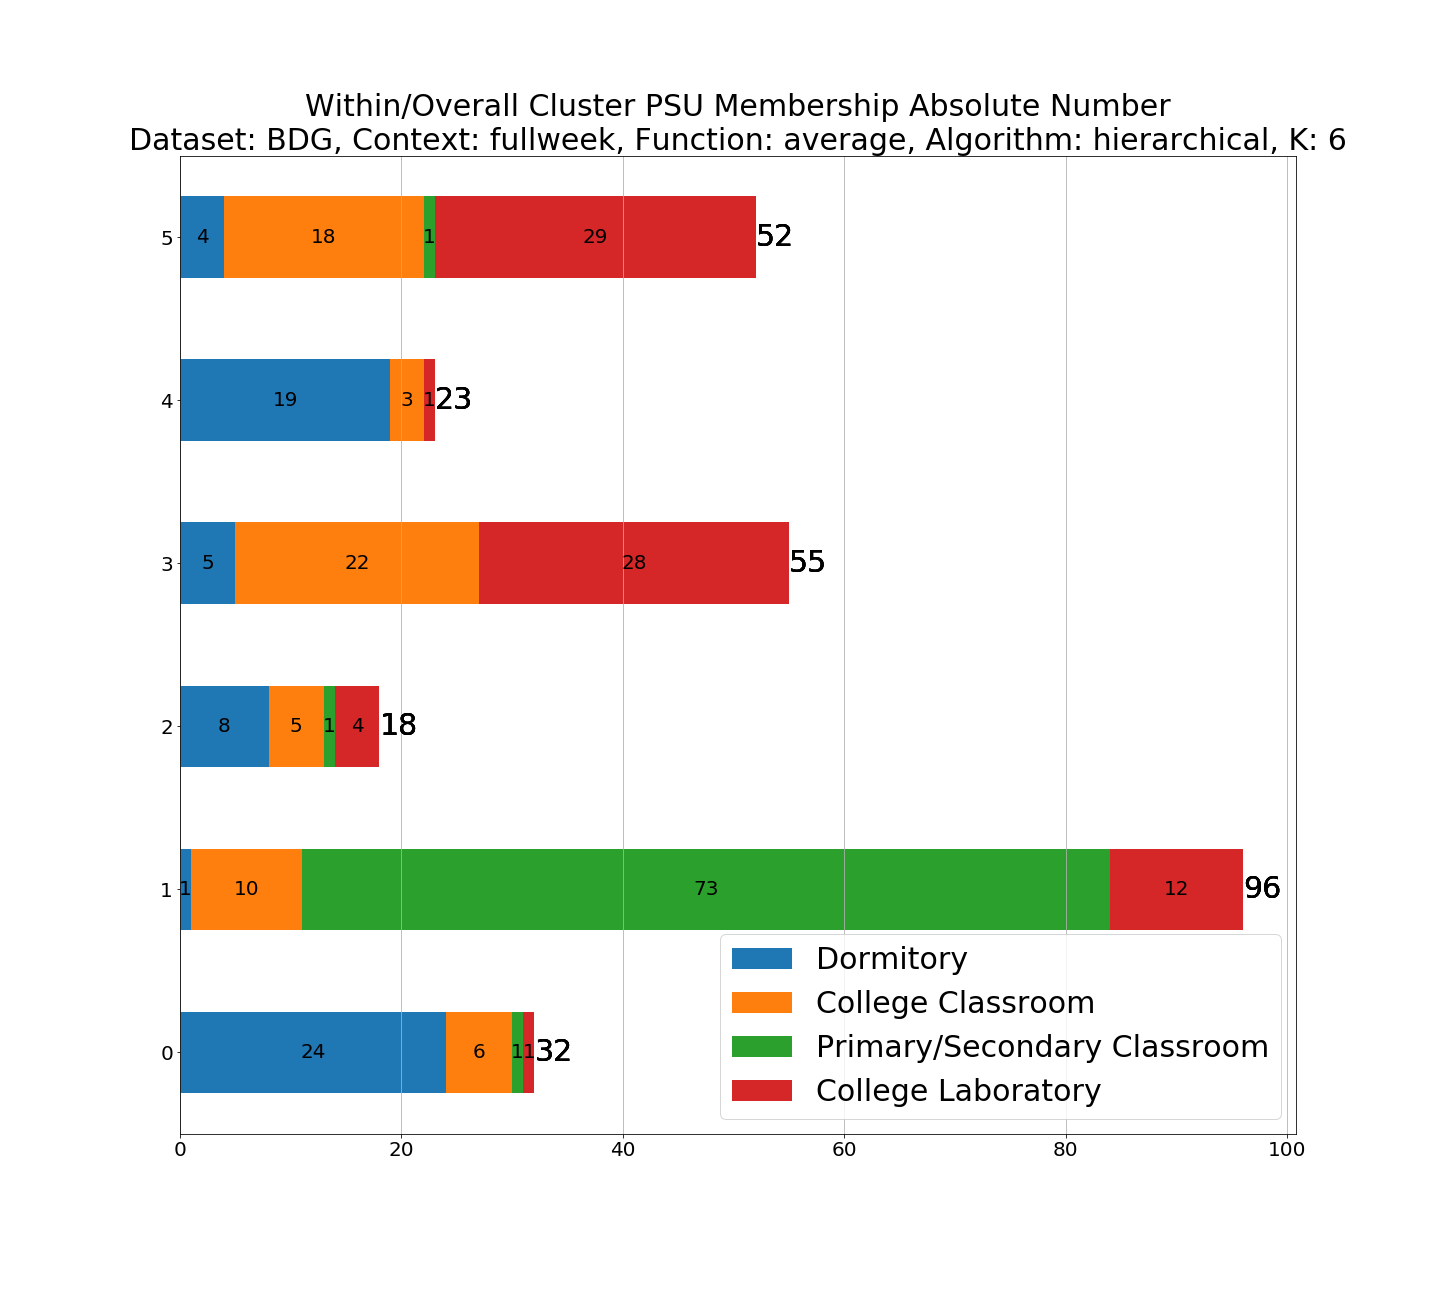 Within/Overall Cluster PSU Membership Absolute Number
Dataset: BDG, Context: fullweek, Function: average, Algorithm: hierarchical, K: 6
5 4 18 1 29 52
4 19 3 1 23
3 5 22 28 55
2 8 5 1 4 18
1 1 10 73 12 96
0 24 6 1 1 32
Dormitory
College Classroom
Primary/Secondary Classroom
College Laboratory
0 20 40 60 80 100